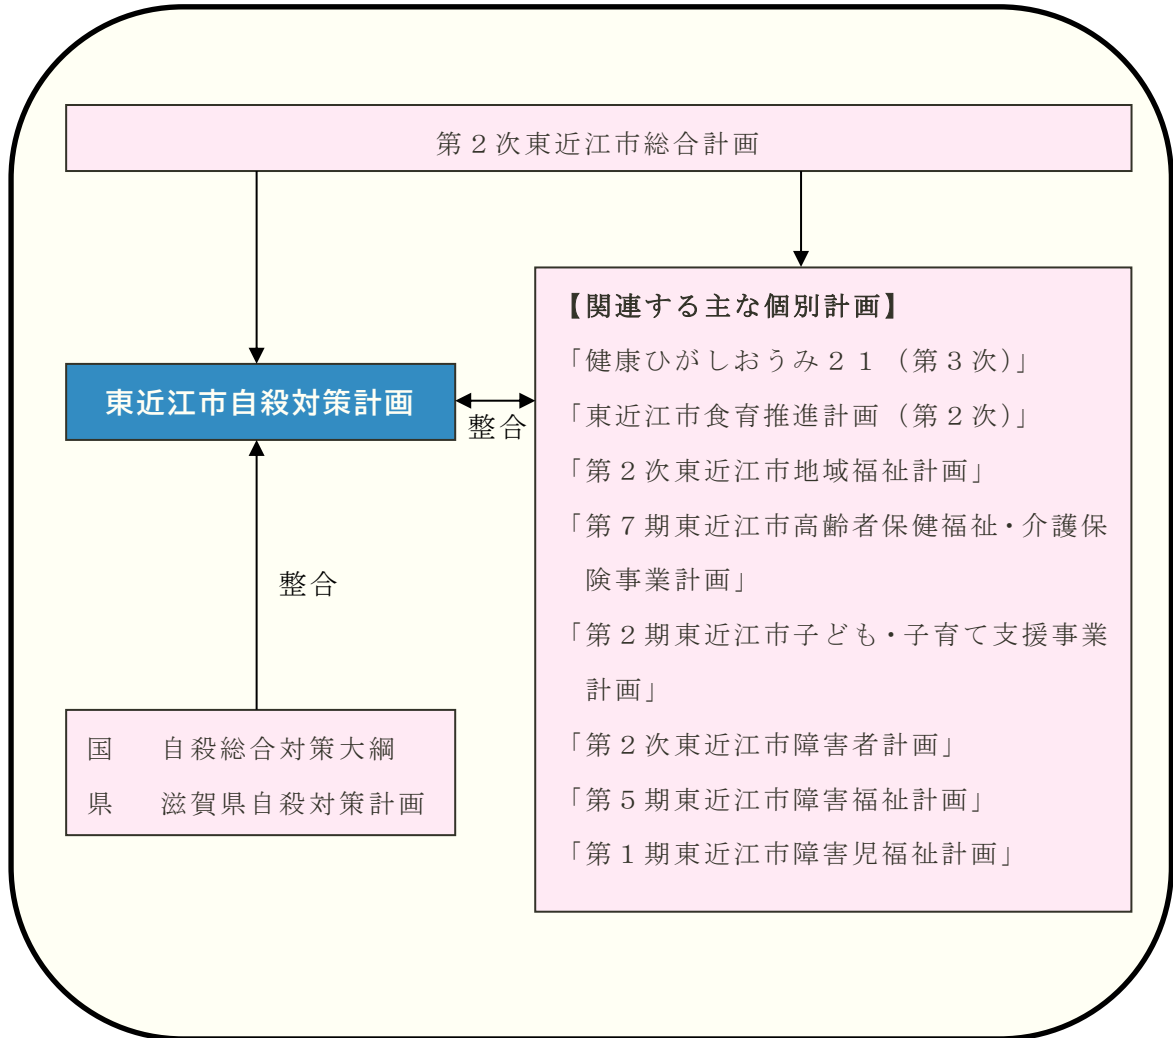 第２次東近江市総合計画
東近江市自殺対策計画
整合
【関連する主な個別計画】
「健康ひがしおうみ２１（第３次）」
「東近江市食育推進計画（第２次）」
「第２次東近江市地域福祉計画」
「第７期東近江市高齢者保健福祉・介護保
険事業計画」
「第２期東近江市子ども・子育て支援事業
計画」
「第２次東近江市障害者計画」
「第５期東近江市障害福祉計画」
「第１期東近江市障害児福祉計画」
整合
国　自殺総合対策大綱
県　滋賀県自殺対策計画